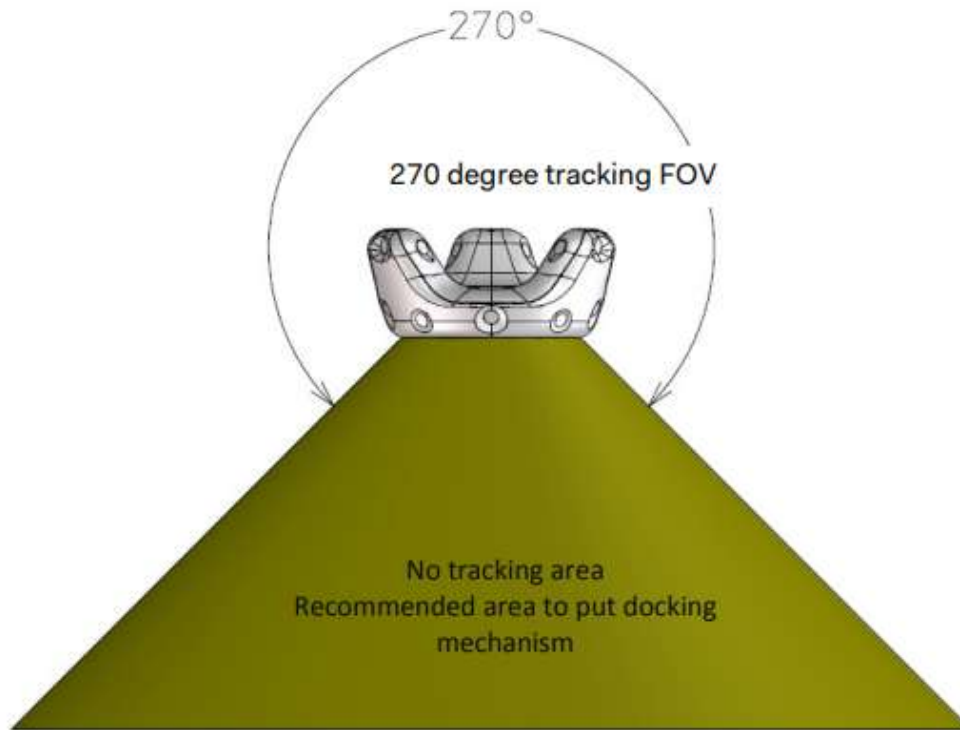 270°
270 degree tracking FOV
No tracking area
Recommended area to put docking
mechanism